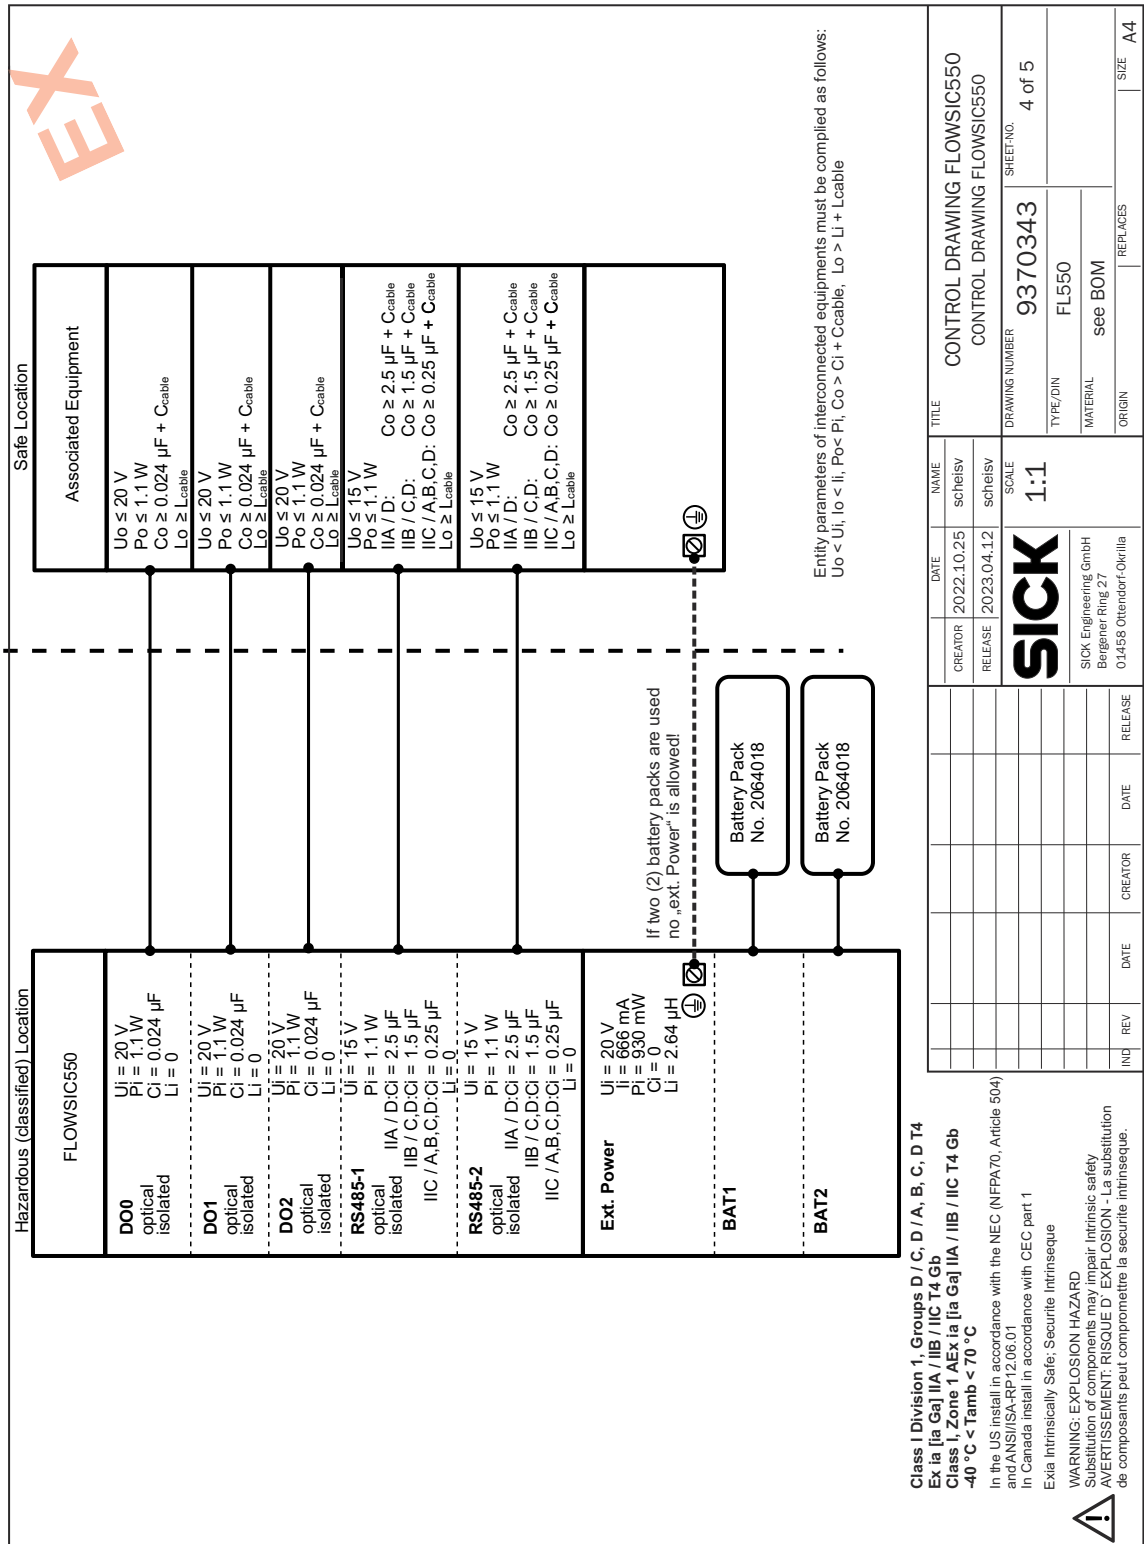 EX
Hazardous (classified) Location
Safe Location
FLOWSIC550
Associated Equipment
DO0
optical
isolated
Ui = 20 V
Pi = 1.1 W
Ci = 0.024 µF
Li = 0
Uo ≤ 20 V
Po ≤ 1.1 W
Co ≥ 0.024 µF + Ccable
Lo ≥ Lcable
DO1
optical
isolated
Ui = 20 V
Pi = 1.1 W
Ci = 0.024 µF
Li = 0
Uo ≤ 20 V
Po ≤ 1.1 W
Co ≥ 0.024 µF + Ccable
Lo ≥ Lcable
DO2
optical
isolated
Ui = 20 V
Pi = 1.1 W
Ci = 0.024 µF
Li = 0
Uo ≤ 20 V
Po ≤ 1.1 W
Co ≥ 0.024 µF + Ccable
Lo ≥ Lcable
RS485-1
optical
isolated
Ui = 15 V
Pi = 1.1 W
IIA / D:Ci = 2.5 µF
IIB / C,D:Ci = 1.5 µF
IIC / A,B,C,D:Ci = 0.25 µF
Li = 0
Uo ≤ 15 V
Po ≤ 1.1 W
IIA / D: Co ≥ 2.5 µF + Ccable
IIB / C,D: Co ≥ 1.5 µF + Ccable
IIC / A,B,C,D: Co ≥ 0.25 µF + Ccable
Lo ≥ Lcable
RS485-2
optical
isolated
Ui = 15 V
Pi = 1.1 W
IIA / D:Ci = 2.5 µF
IIB / C,D:Ci = 1.5 µF
IIC / A,B,C,D:Ci = 0.25 µF
Li = 0
Uo ≤ 15 V
Po ≤ 1.1 W
IIA / D: Co ≥ 2.5 µF + Ccable
IIB / C,D: Co ≥ 1.5 µF + Ccable
IIC / A,B,C,D: Co ≥ 0.25 µF + Ccable
Lo ≥ Lcable
Ext. Power
Ui = 20 V
Ii = 666 mA
Pi = 930 mW
Ci = 0
Li = 2.64 µH
If two (2) battery packs are used
no „ext. Power“ is allowed!
BAT1
Battery Pack
No. 2064018
BAT2
Battery Pack
No. 2064018
Entity parameters of interconnected equipments must be complied as follows:
Uo < Ui, Io < Ii, Po< Pi, Co > Ci + Ccable, Lo > Li + Lcable
Class I Division 1, Groups D / C, D / A, B, C, D T4
Ex ia [ia Ga] IIA / IIB / IIC T4 Gb
Class I, Zone 1 AEx ia [ia Ga] IIA / IIB / IIC T4 Gb
-40 °C < Tamb < 70 °C
In the US install in accordance with the NEC (NFPA70, Article 504)
and ANSI/ISA-RP12.06.01
In Canada install in accordance with CEC part 1
Exia Intrinsically Safe; Securite Intrinseque
WARNING: EXPLOSION HAZARD
Substitution of components may impair Intrinsic safety
AVERTISSEMENT: RISQUE D` EXPLOSION - La substitution
de composants peut compromettre la securite intrinseque.
IND REV DATE CREATOR DATE RELEASE
DATE NAME
CREATOR 2022.10.25 scheisv
RELEASE 2023.04.12 scheisv
SICK
SCALE
1:1
SICK Engineering GmbH
Bergener Ring 27
01458 Ottendorf-Okrilla
TITLE
CONTROL DRAWING FLOWSIC550
CONTROL DRAWING FLOWSIC550
DRAWING NUMBER
9370343
SHEET-NO.
4 of 5
TYPE/DIN
FL550
MATERIAL
see BOM
ORIGIN
REPLACES
SIZE
A4